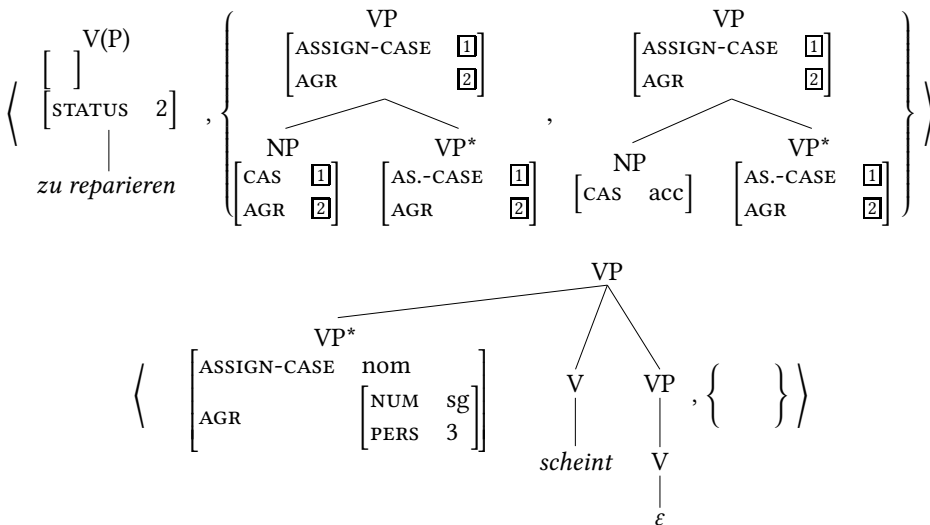 V(P) VP VP
[ ] [ASSIGN-CASE 1] [ASSIGN-CASE 1]
⟨ [STATUS 2] , { [AGR 2] , [AGR 2] } ⟩
NP VP* NP VP*
zu reparieren [CAS 1] [AS.-CASE 1] [CAS acc] [AS.-CASE 1]
[AGR 2] [AGR 2] [AGR 2]
VP
VP*
[ASSIGN-CASE nom] V VP
⟨ [AGR [NUM sg] , { } ⟩
[PERS 3]]
scheint V
ε